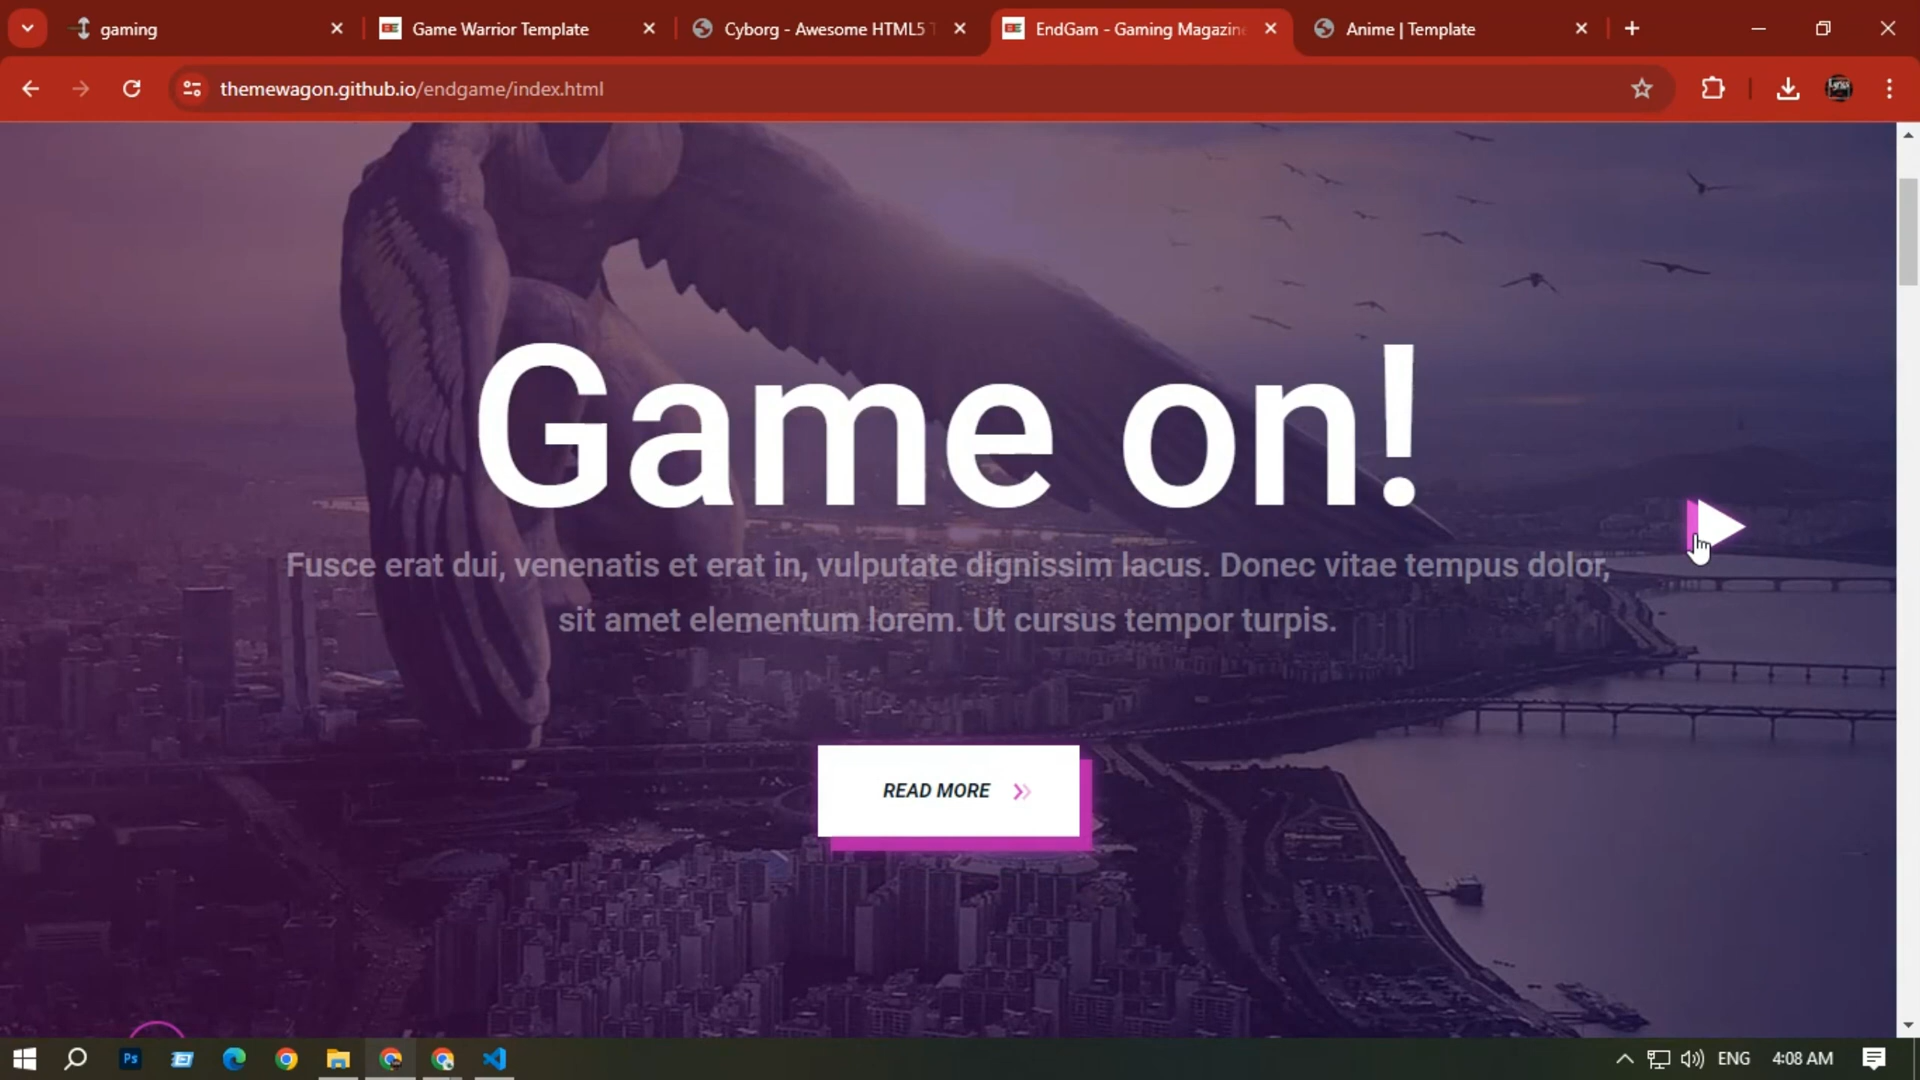 gaming
Game Warrior Template
Cyborg - Awesome HTML5
EndGam - Gaming Magazin
Anime | Template
themewagon.github.io/endgame/index.html
Game on!
Fusce erat dui, venenatis et erat in, vulputate dignissim lacus. Donec vitae tempus dolor,
sit amet elementum lorem. Ut cursus tempor turpis.
READ MORE
Ps
ENG
4:08 AM